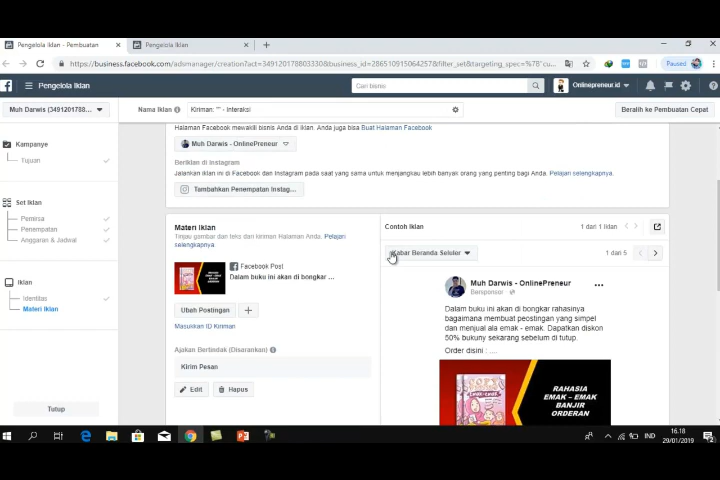 Pengelola Iklan - Pembuatan
Pengelola Iklan
https://business.facebook.com/adsmanager/creation?act=349120178803330&business_id=2865109150642578&filter_set&targeting_spec=%7B"cu...
Paused
Pengelola Iklan
Cari bisnis
Onlinepreneur.id
Muh Darwis (3491201788...
Nama Iklan
Kiriman: "" - Interaksi
Beralih ke Pembuatan Cepat
Kampanye
Tujuan
Set Iklan
Pemirsa
Penempatan
Anggaran & Jadwal
Iklan
Identitas
Materi Iklan
Tutup
Halaman Facebook mewakili bisnis Anda di Iklan. Anda juga bisa Buat Halaman Facebook
Muh Darwis - OnlinePreneur
Beriklan di Instagram
Jalankan iklan ini di Facebook dan Instagram pada saat yang sama untuk menjangkau lebih banyak orang yang penting bagi Anda. Pelajari selengkapnya.
Tambahkan Penempatan Instag...
Materi Iklan
Tinjau gambar dan teks dari kiriman Halaman Anda. Pelajari
selengkapnya.
Facebook Post
Dalam buku ini akan di bongkar ...
Ubah Postingan
Masukkan ID Kiriman
Ajakan Bertindak (Disarankan)
Kirim Pesan
Edit
Hapus
Contoh Iklan
1 dari 1 Iklan
Kabar Beranda Seluler
1 dari 5
Muh Darwis - OnlinePreneur
Bersponsor
Dalam buku ini akan di bongkar rahasinya
bagaimana membuat peostingan yang simpel
dan menjual ala emak - emak. Dapatkan diskon
50% bukuny sekarang sebelum di tutup.
Order disini : ....
RAHASIA
EMAK - EMAK
BANJIR
ORDERAN
IND
16.18
29/01/2019